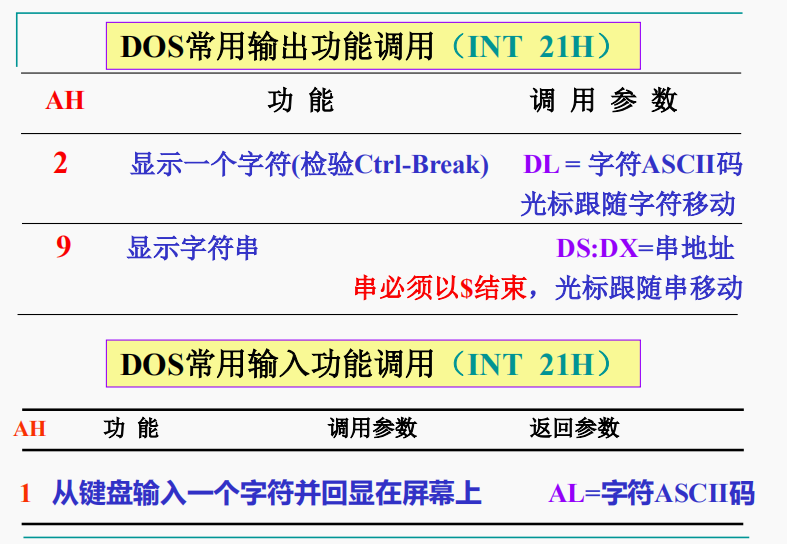 DOS常用输出功能调用（INT 21H）
AH 功 能 调 用 参 数
2 显示一个字符(检验Ctrl-Break) DL = 字符ASCII码
光标跟随字符移动
9 显示字符串 DS:DX=串地址
串必须以$结束，光标跟随串移动
DOS常用输入功能调用（INT 21H）
AH 功 能 调用参数 返回参数
1 从键盘输入一个字符并回显在屏幕上 AL=字符ASCII码